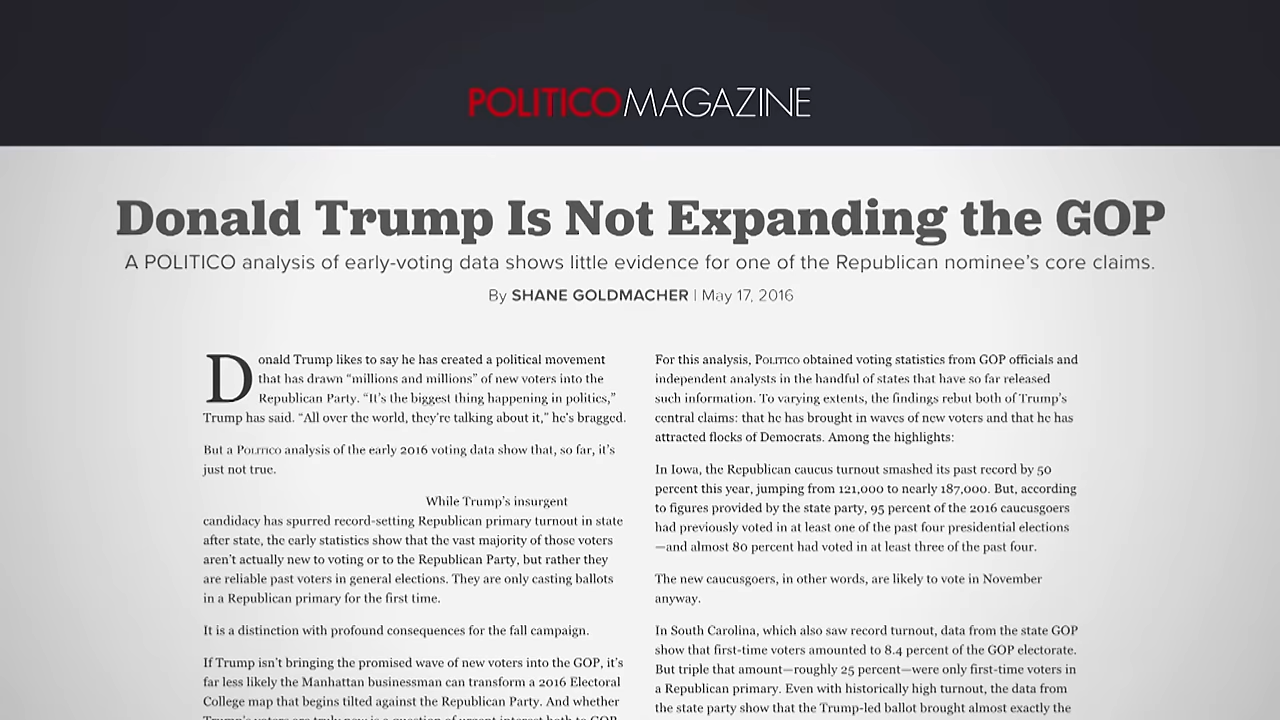 POLITICOMAGAZINE
Donald Trump Is Not Expanding the GOP
A POLITICO analysis of early-voting data shows little evidence for one of the Republican nominee's core claims.
By SHANE GOLDMACHER | May 17, 2016
Donald Trump likes to say he has created a political movement
that has drawn “millions and millions” of new voters into the
Republican Party. “It's the biggest thing happening in politics,”
Trump has said. “All over the world, they're talking about it,” he's bragged.
But a POLITICO analysis of the early 2016 voting data show that, so far, it's
just not true.
While Trump's insurgent
candidacy has spurred record-setting Republican primary turnout in state
after state, the early statistics show that the vast majority of those voters
aren't actually new to voting or to the Republican Party, but rather they
are reliable past voters in general elections. They are only casting ballots
in a Republican primary for the first time.
It is a distinction with profound consequences for the fall campaign.
If Trump isn't bringing the promised wave of new voters into the GOP, it's
far less likely the Manhattan businessman can transform a 2016 Electoral
College map that begins tilted against the Republican Party. And whether
Trump's voters are truly new is a question of urgent interest both to GOP
For this analysis, POLITICO obtained voting statistics from GOP officials and
independent analysts in the handful of states that have so far released
such information. To varying extents, the findings rebut both of Trump's
central claims: that he has brought in waves of new voters and that he has
attracted flocks of Democrats. Among the highlights:
In Iowa, the Republican caucus turnout smashed its past record by 50
percent this year, jumping from 121,000 to nearly 187,000. But, according
to figures provided by the state party, 95 percent of the 2016 caucusgoers
had previously voted in at least one of the past four presidential elections
—and almost 80 percent had voted in at least three of the past four.
The new caucusgoers, in other words, are likely to vote in November
anyway.
In South Carolina, which also saw record turnout, data from the state GOP
show that first-time voters amounted to 8.4 percent of the GOP electorate.
But triple that amount—roughly 25 percent—were only first-time voters in
a Republican primary. Even with historically high turnout, the data from
the state party show that the Trump-led ballot brought almost exactly the